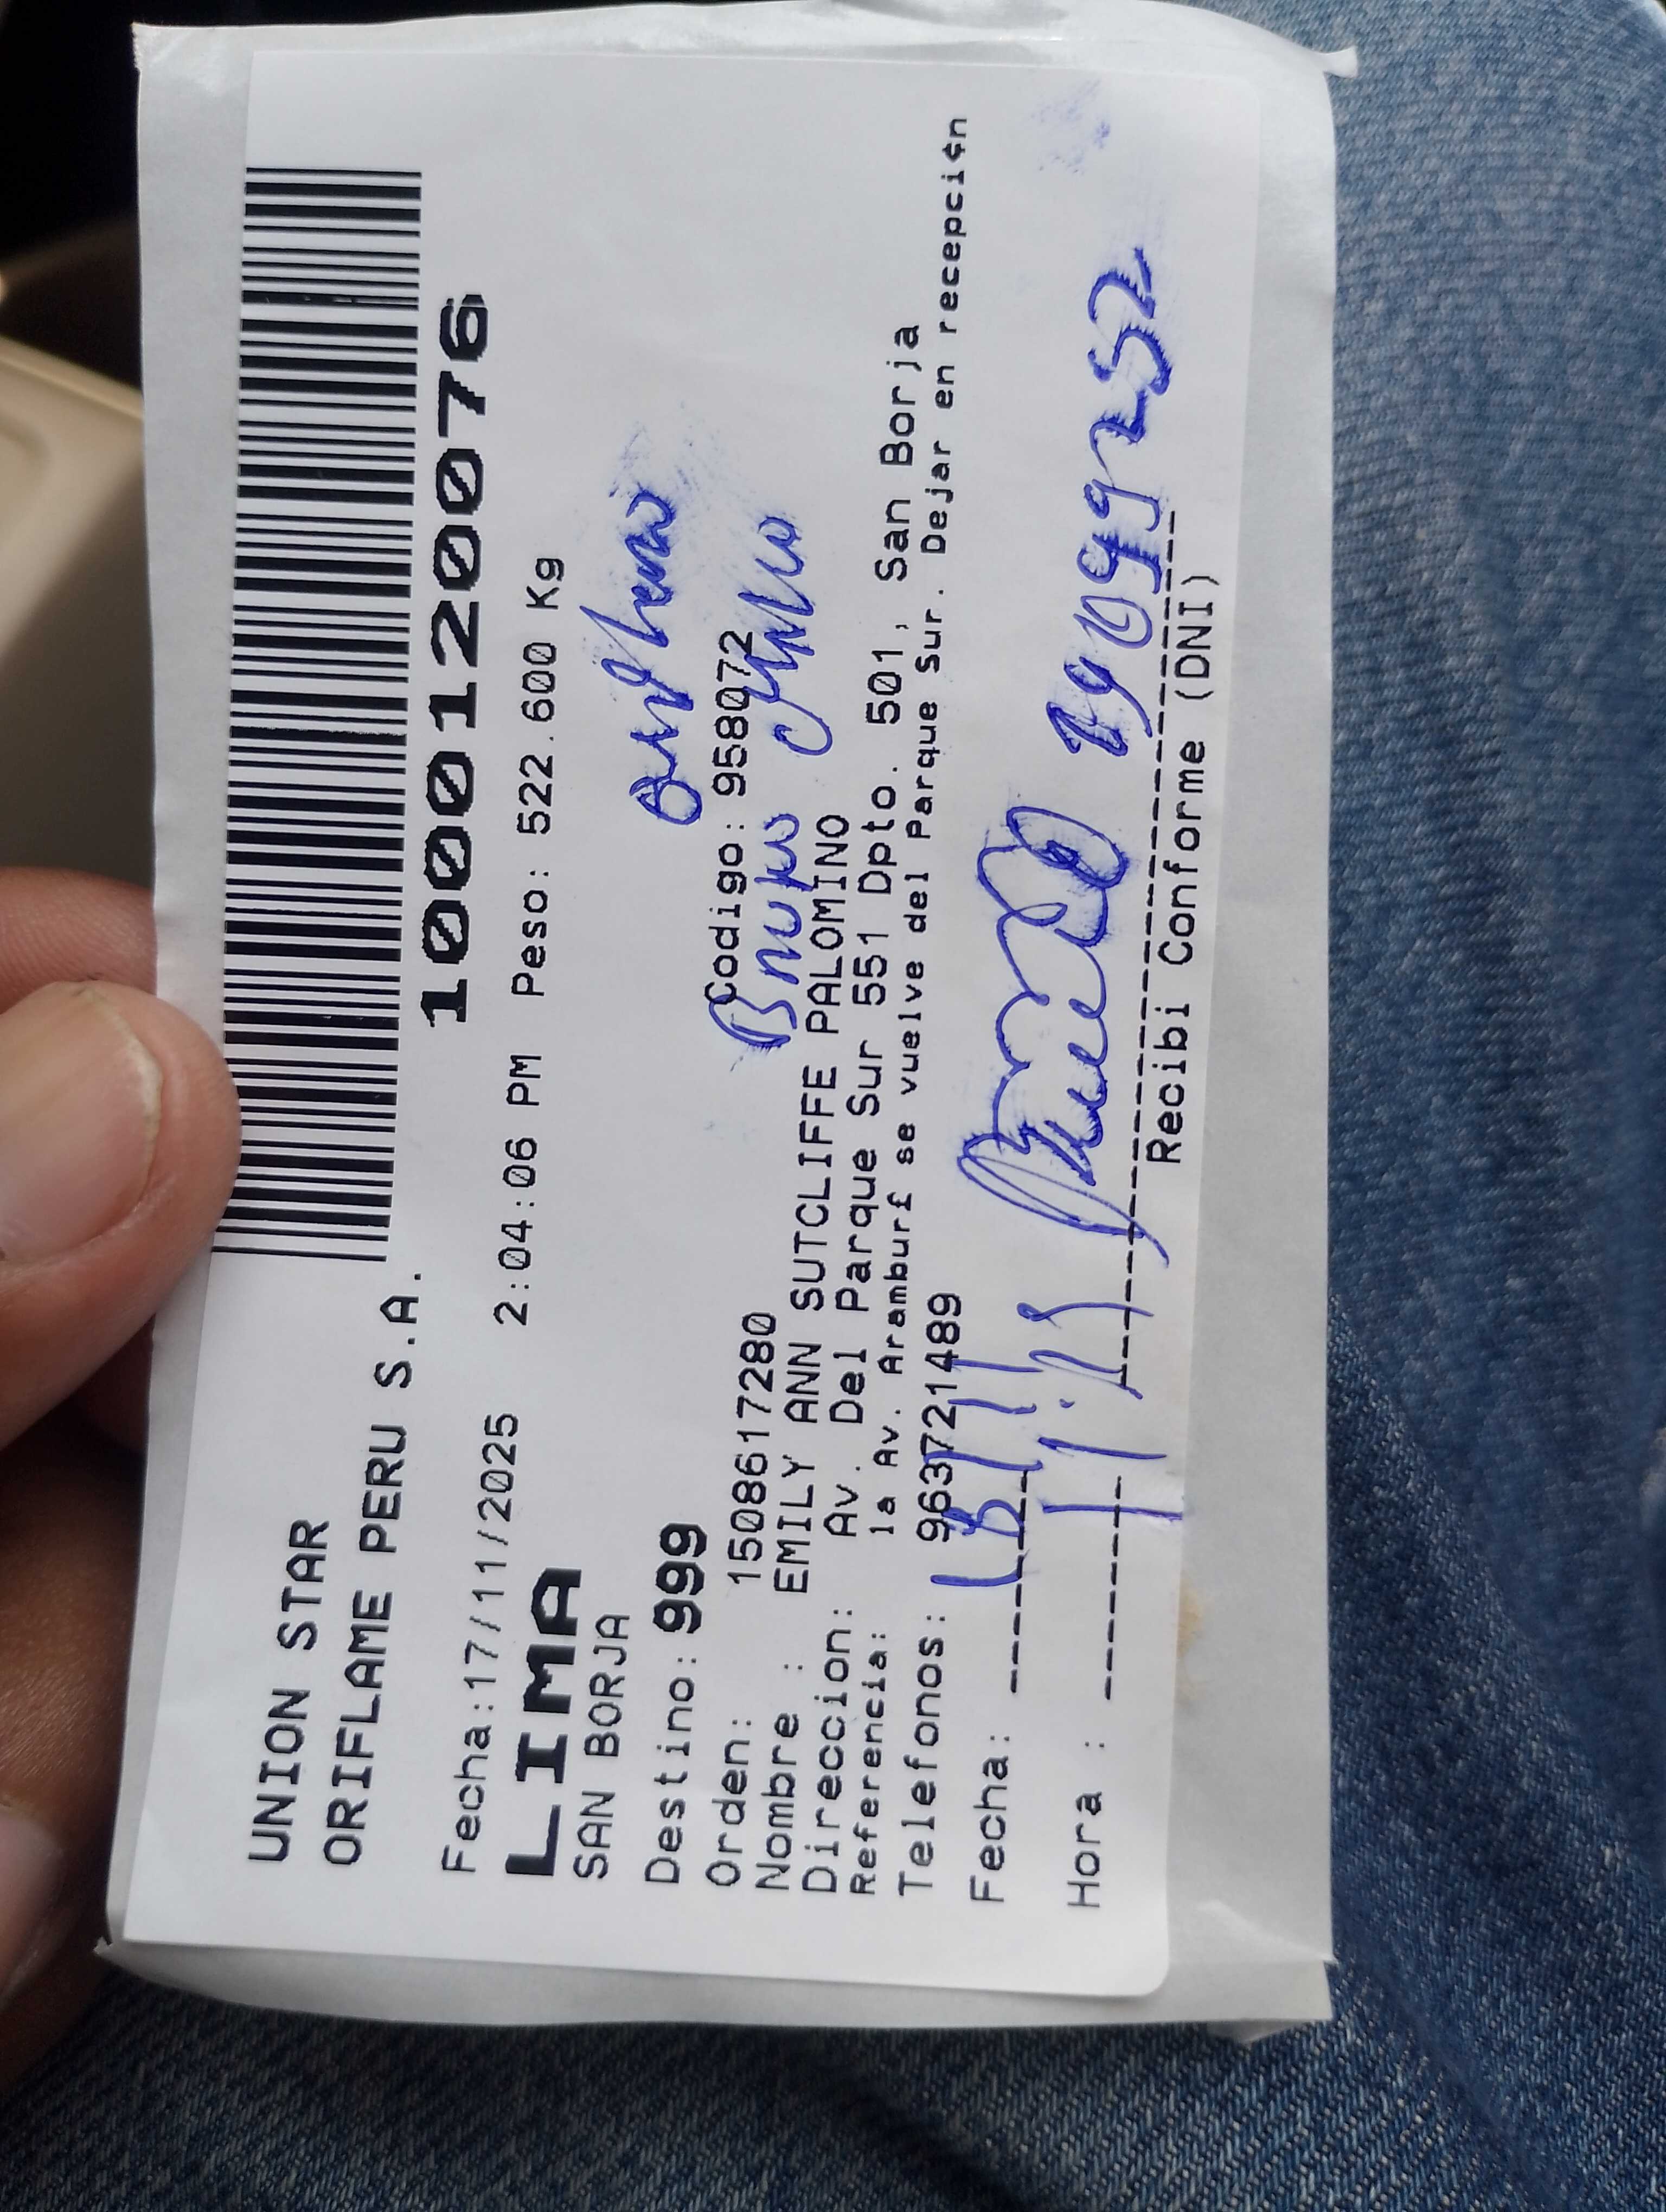 UNION STAR
ORIFLAME PERU S.A.
1000120076
Fecha:17/11/2025 2:04:06 PM Peso: 522.600 Kg
LIMA
SAN BORJA
Destino: 999
Orden: 1508617280 Codigo: 958072
Nombre : EMILY ANN SUTCLIFFE PALOMINO
Direccion: Av. Del Parque Sur 551 Dpto. 501, San Borja
Referencia: la Av. Aramburƒ se vuelve del Parque Sur. Dejar en recepci¢n
Telefonos: 963721489
Fecha:
Hora :
Recibi Conforme (DNI)